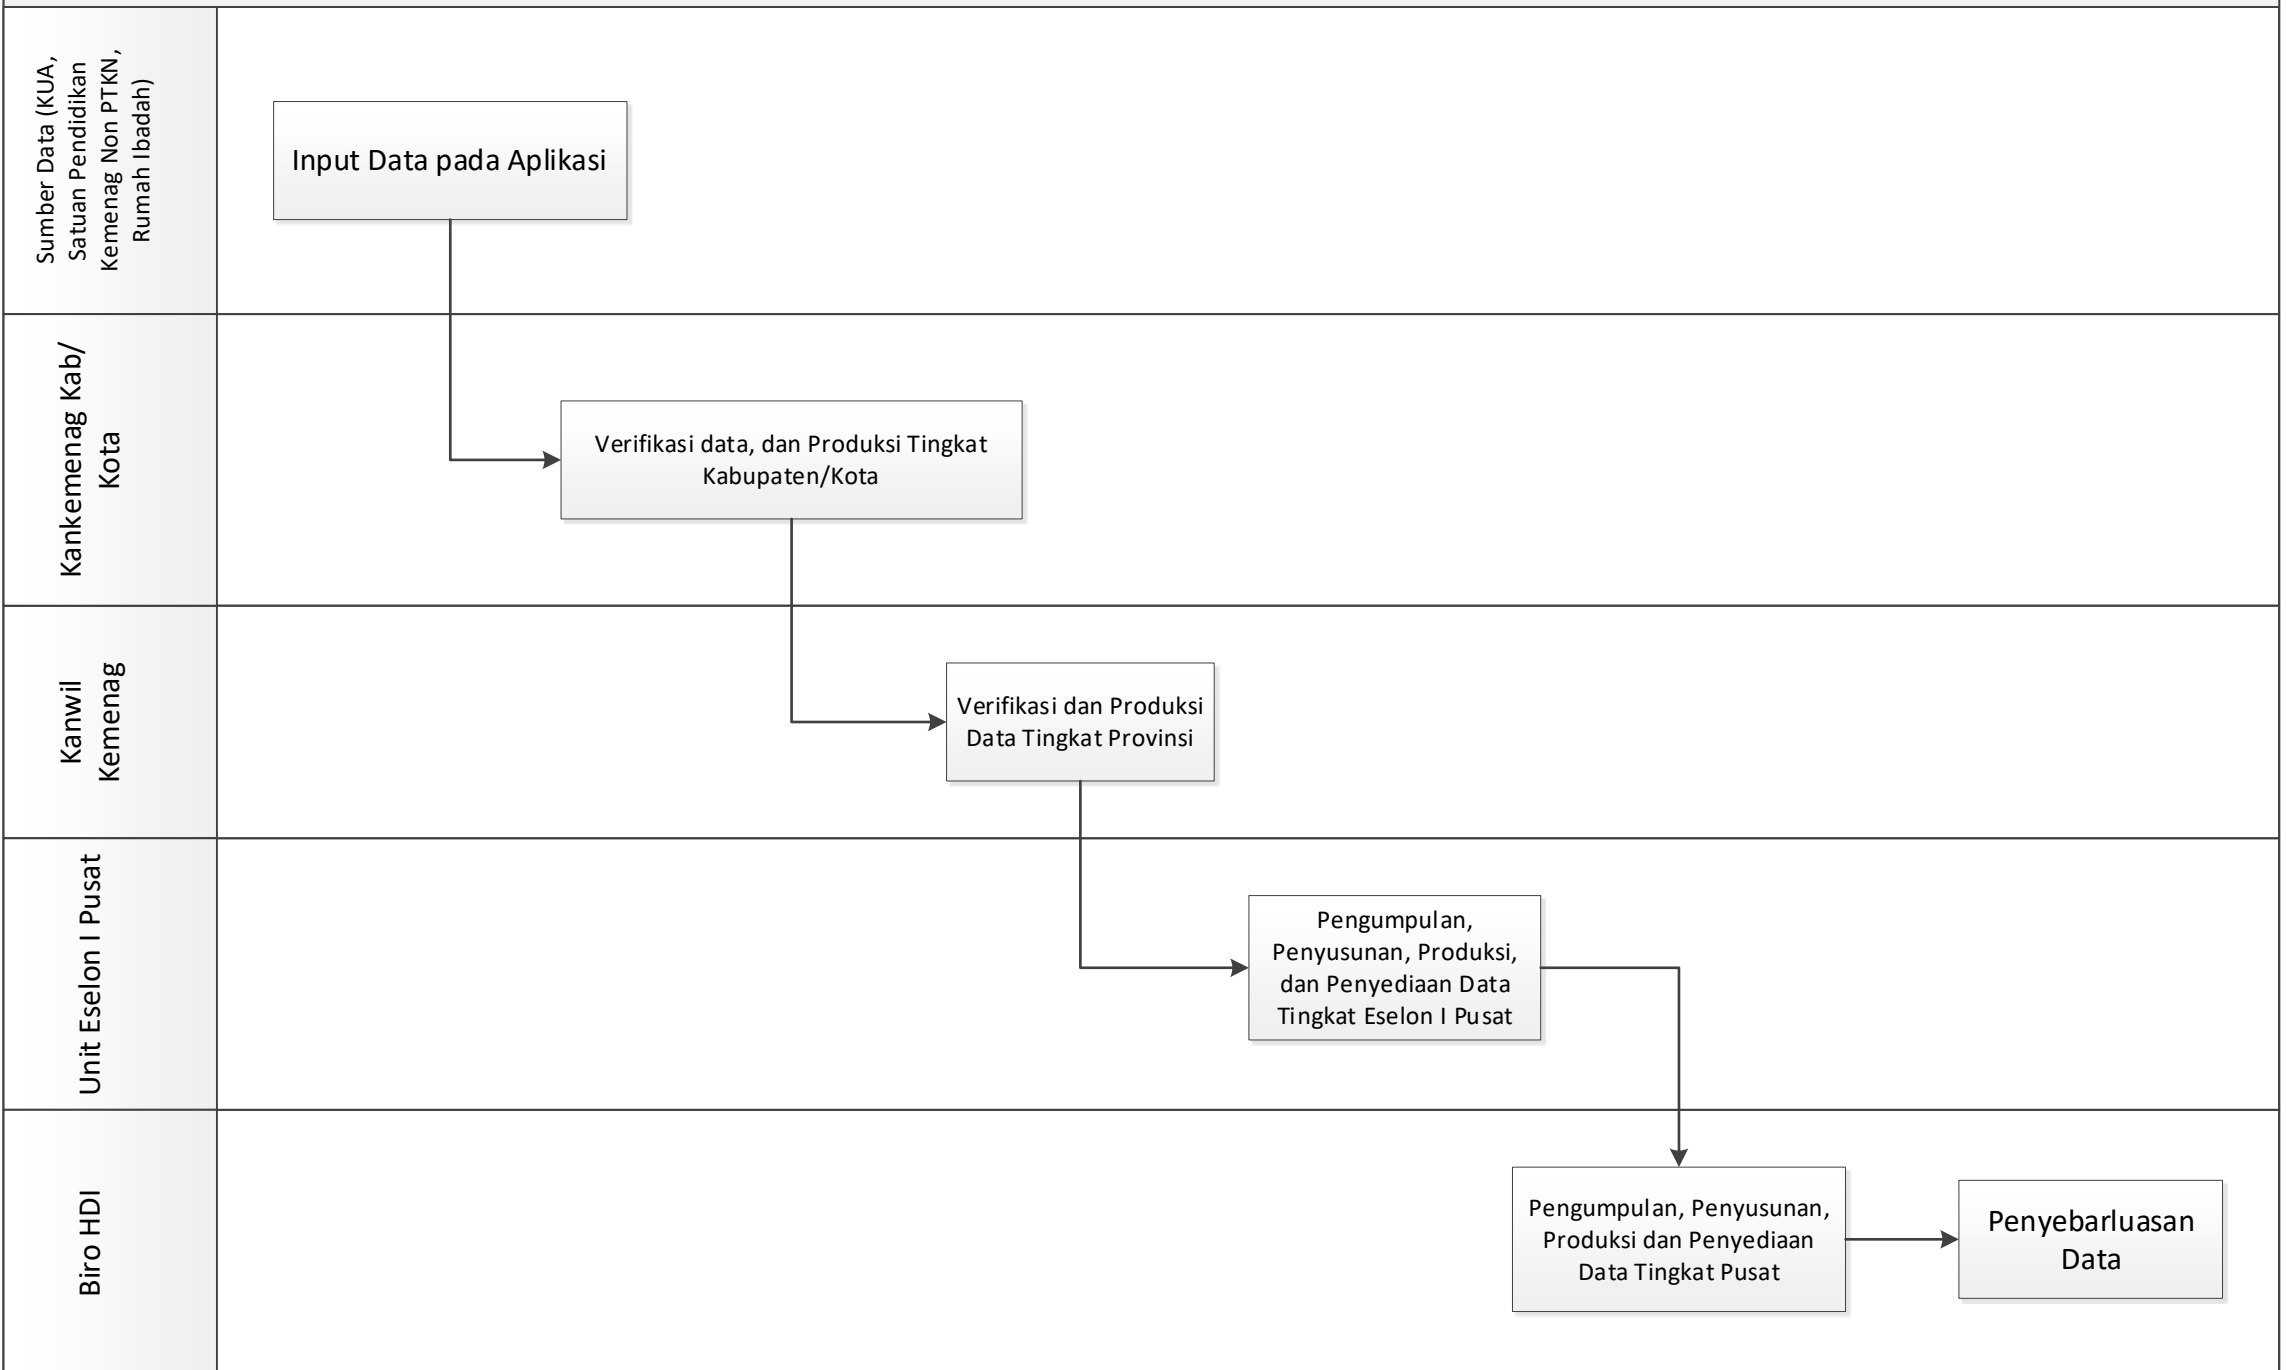 Sumber Data (KUA,
Satuan Pendidikan
Kemenag Non PTKN,
Rumah Ibadah)
Input Data pada Aplikasi
Kankemenag Kab/
Kota
Verifikasi data, dan Produksi Tingkat
Kabupaten/Kota
Kanwil
Kemenag
Verifikasi dan Produksi
Data Tingkat Provinsi
Unit Eselon I Pusat
Pengumpulan,
Penyusunan, Produksi,
dan Penyediaan Data
Tingkat Eselon I Pusat
Biro HDI
Pengumpulan, Penyusunan,
Produksi dan Penyediaan
Data Tingkat Pusat
Penyebarluasan
Data